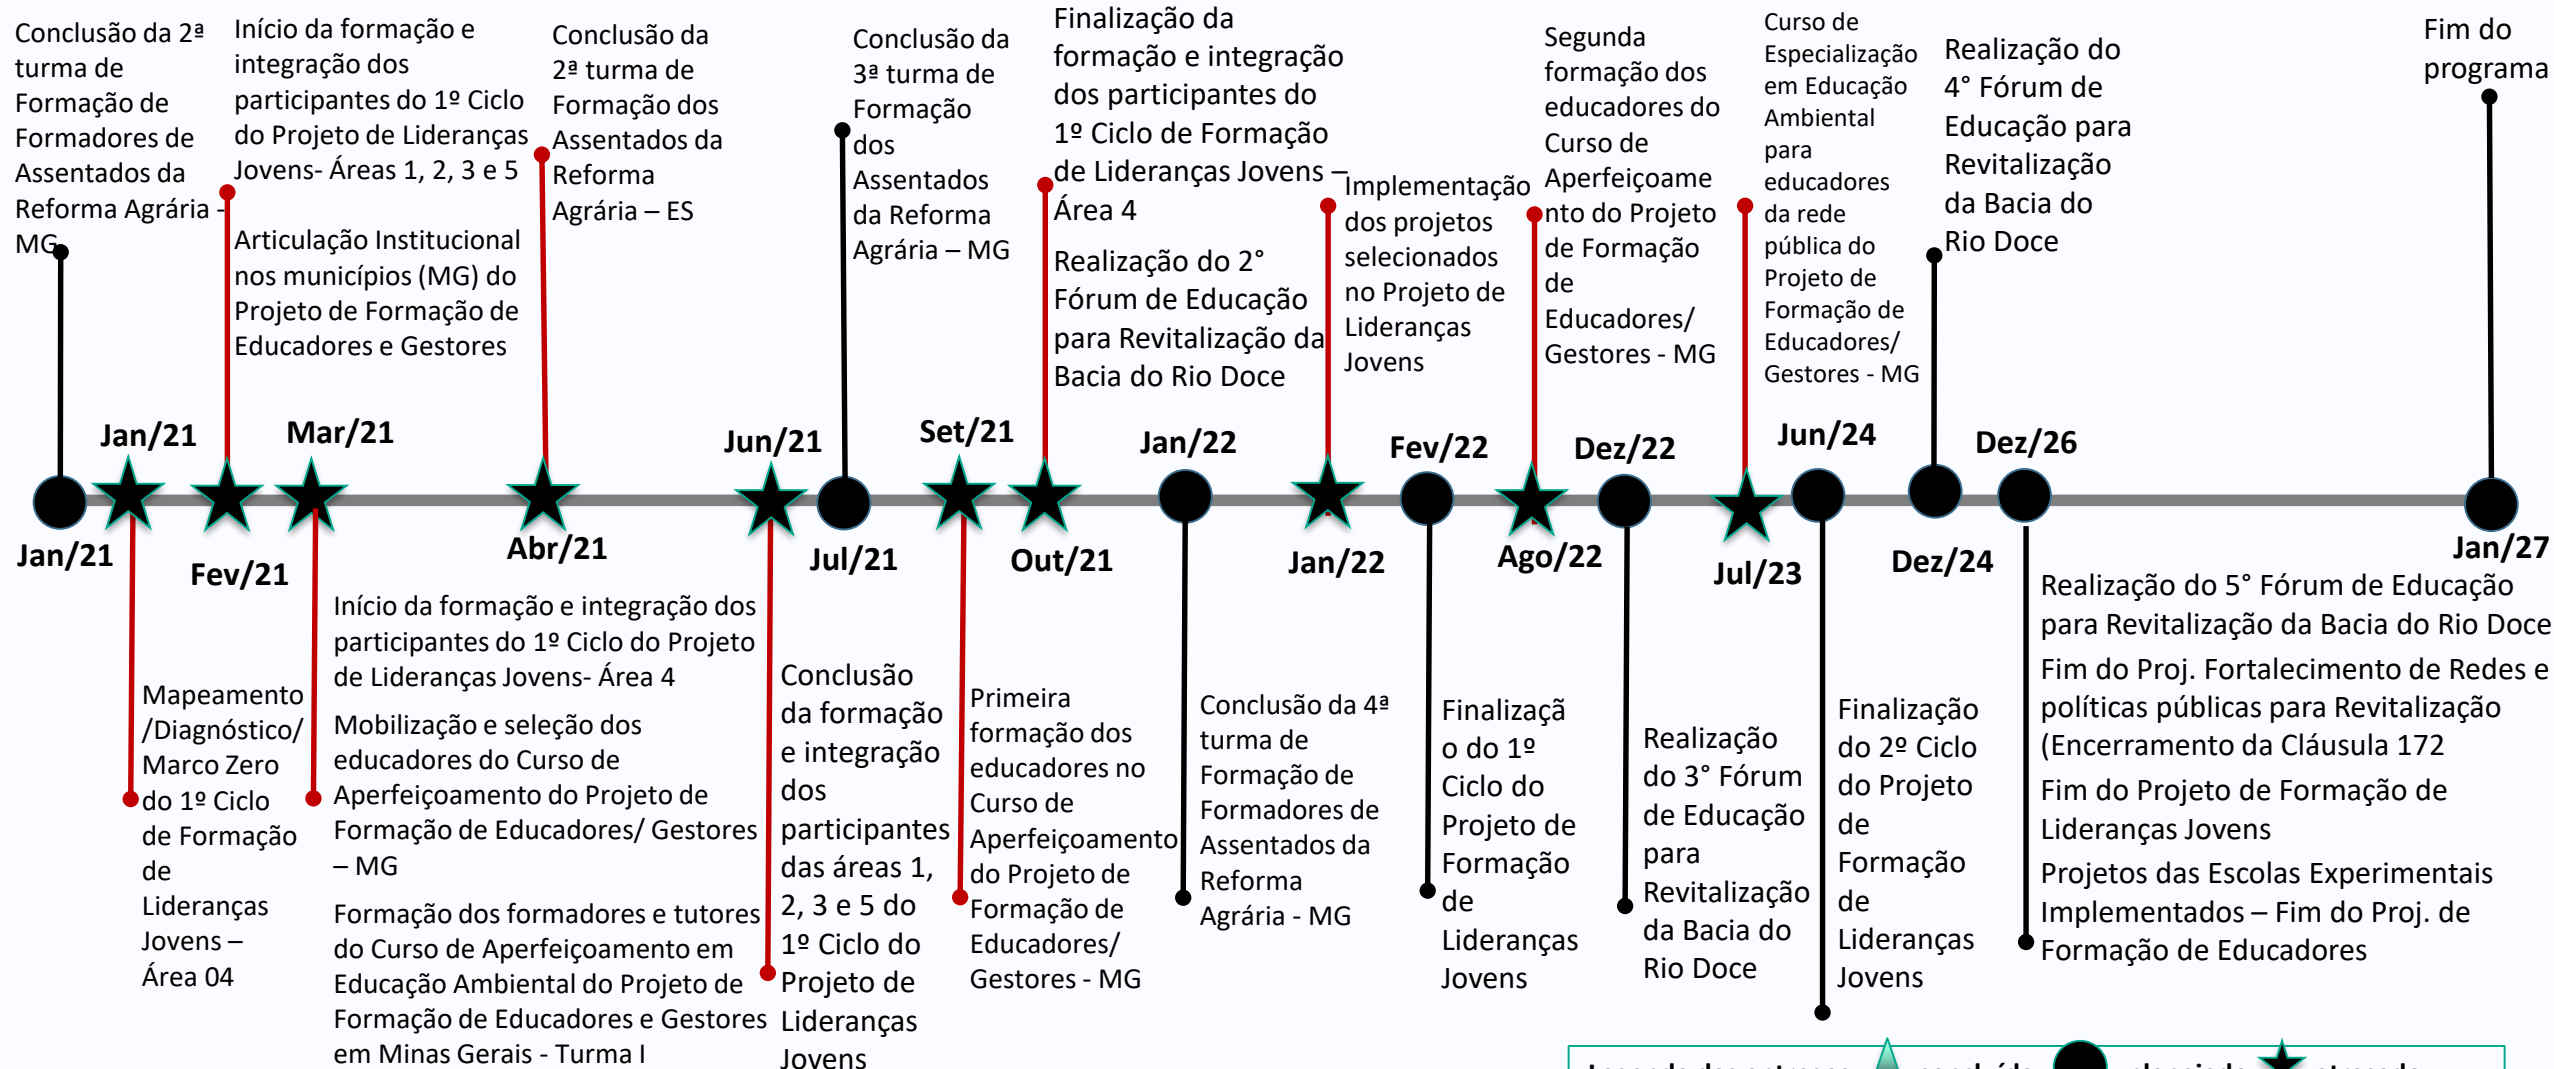 Conclusão da 2ª
turma de
Formação de
Formadores de
Assentados da
Reforma Agrária -
MG
Início da formação e
integração dos
participantes do 1º Ciclo
do Projeto de Lideranças
Jovens- Áreas 1, 2, 3 e 5
Articulação Institucional
nos municípios (MG) do
Projeto de Formação de
Educadores e Gestores
Conclusão da
2ª turma de
Formação dos
Assentados da
Reforma
Agrária – ES
Conclusão da
3ª turma de
Formação
dos
Assentados
da Reforma
Agrária – MG
Finalização da
formação e integração
dos participantes do
1º Ciclo de Formação
de Lideranças Jovens –
Área 4
Realização do 2°
Fórum de Educação
para Revitalização da
Bacia do Rio Doce
Implementação
dos projetos
selecionados
no Projeto de
Lideranças
Jovens
Segunda
formação dos
educadores do
Curso de
Aperfeiçoame
nto do Projeto
de Formação
de
Educadores/
Gestores - MG
Curso de
Especialização
em Educação
Ambiental
para
educadores
da rede
pública do
Projeto de
Formação de
Educadores/
Gestores - MG
Realização do
4° Fórum de
Educação para
Revitalização
da Bacia do
Rio Doce
Fim do
programa
Jan/21
Mar/21
Jun/21
Set/21
Jan/22
Fev/22
Dez/22
Jun/24
Dez/26
Jan/21
Fev/21
Abr/21
Jul/21
Out/21
Jan/22
Ago/22
Jul/23
Dez/24
Jan/27
Mapeamento
/Diagnóstico/
Marco Zero
do 1º Ciclo
de Formação
de
Lideranças
Jovens –
Área 04
Início da formação e integração dos
participantes do 1º Ciclo do Projeto
de Lideranças Jovens- Área 4
Mobilização e seleção dos
educadores do Curso de
Aperfeiçoamento do Projeto de
Formação de Educadores/ Gestores
– MG
Formação dos formadores e tutores
do Curso de Aperfeiçoamento em
Educação Ambiental do Projeto de
Formação de Educadores e Gestores
em Minas Gerais - Turma I
Conclusão
da formação
e integração
dos
participantes
das áreas 1,
2, 3 e 5 do
1º Ciclo do
Projeto de
Lideranças
Jovens
Primeira
formação dos
educadores no
Curso de
Aperfeiçoamento
do Projeto de
Formação de
Educadores/
Gestores - MG
Conclusão da 4ª
turma de
Formação de
Formadores de
Assentados da
Reforma
Agrária - MG
Finalizaçã
o do 1º
Ciclo do
Projeto de
Formação
de
Lideranças
Jovens
Realização
do 3° Fórum
de Educação
para
Revitalização
da Bacia do
Rio Doce
Finalização
do 2º Ciclo
do Projeto
de
Formação
de
Lideranças
Jovens
Realização do 5° Fórum de Educação
para Revitalização da Bacia do Rio Doce
Fim do Proj. Fortalecimento de Redes e
políticas públicas para Revitalização
(Encerramento da Cláusula 172
Fim do Projeto de Formação de
Lideranças Jovens
Projetos das Escolas Experimentais
Implementados – Fim do Proj. de
Formação de Educadores